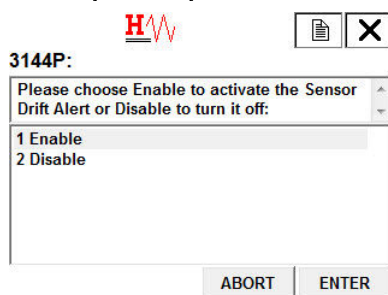 H
3144P:
Please choose Enable to activate the Sensor
Drift Alert or Disable to turn it off:
1 Enable
2 Disable
ABORT ENTER